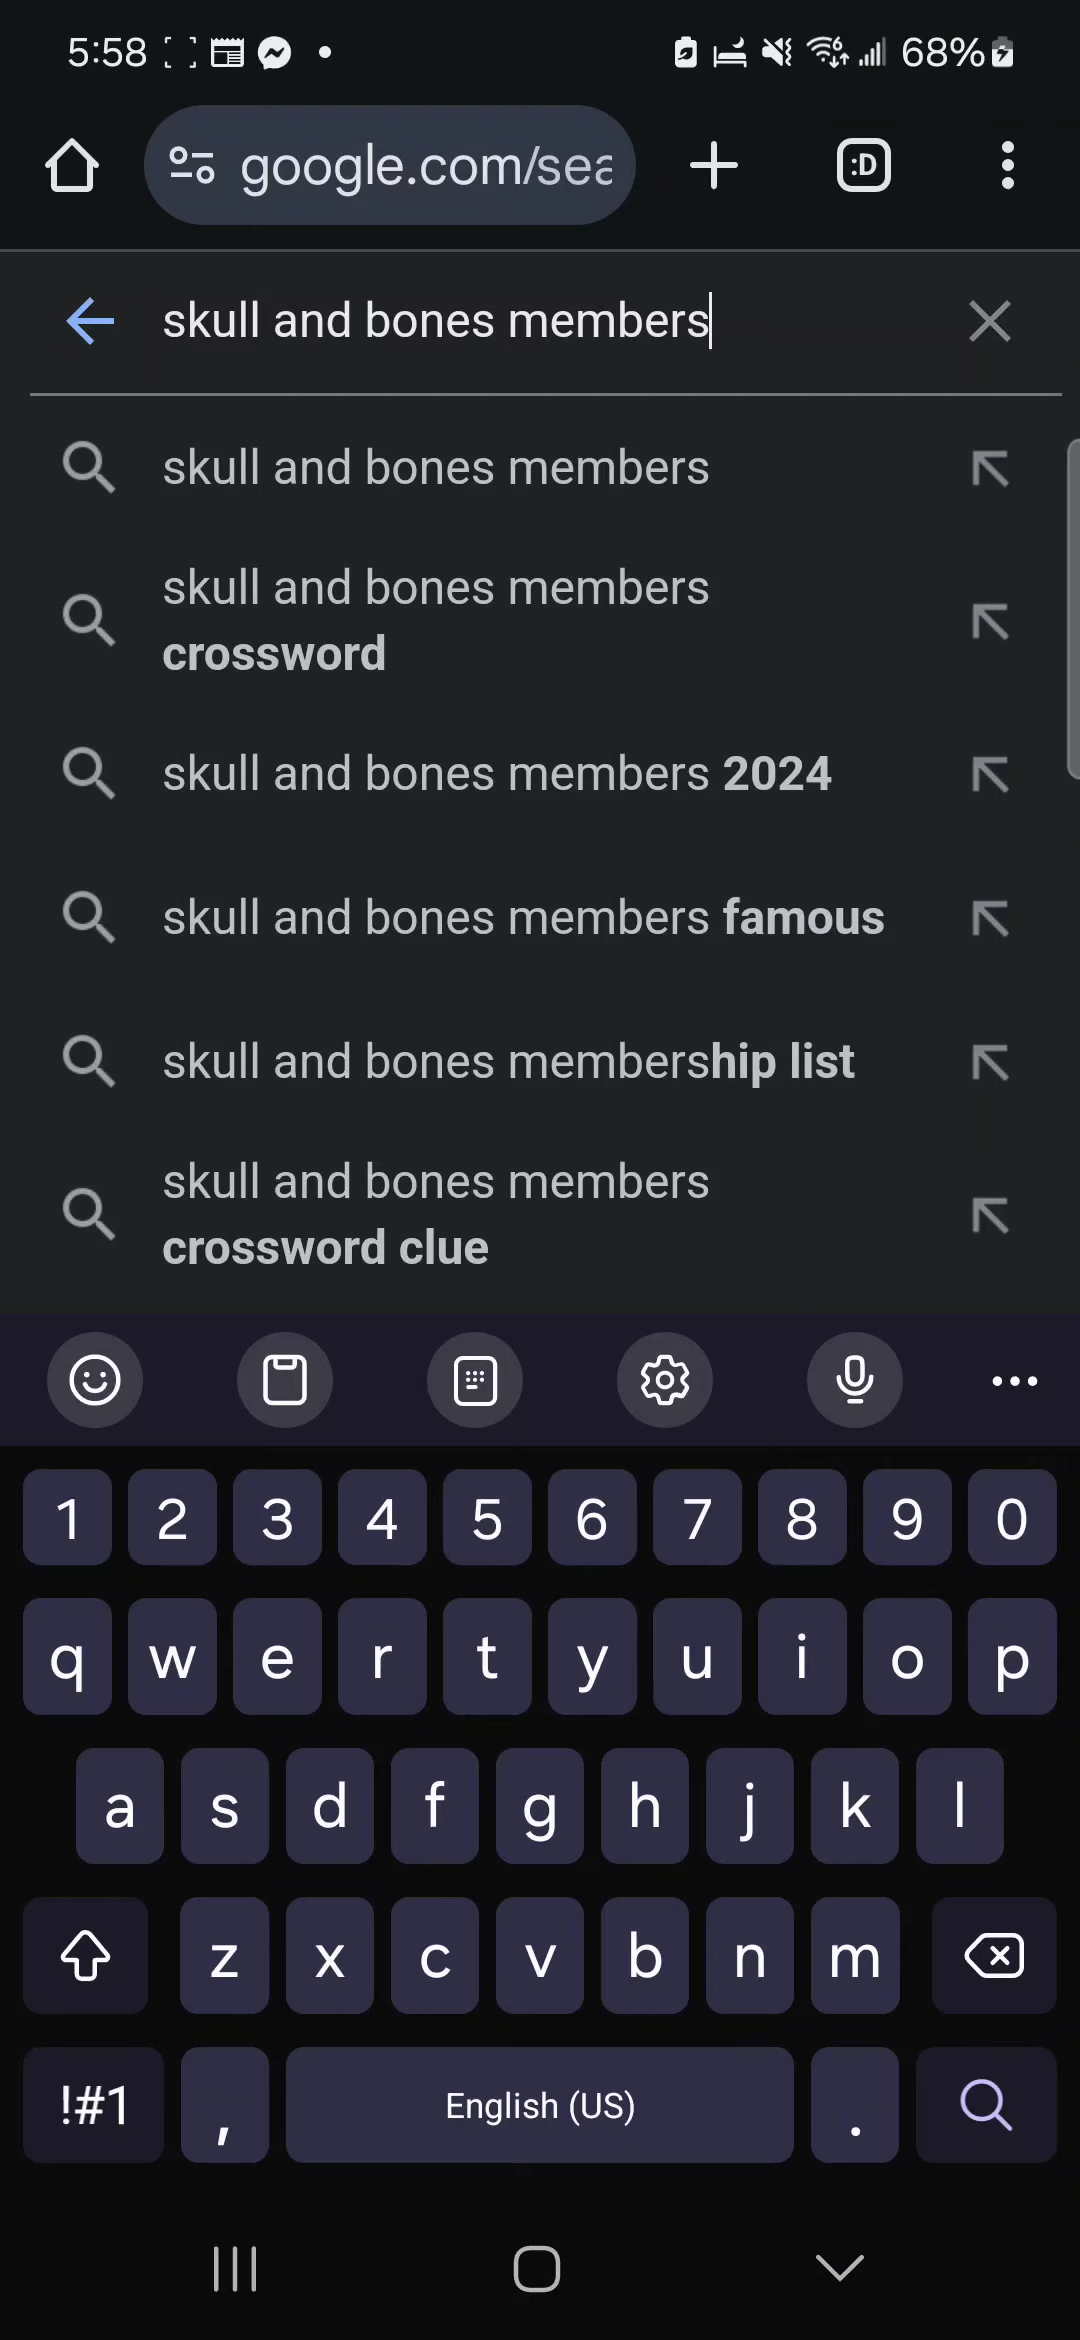 5:58 68%
google.com/sea
:D
skull and bones members
skull and bones members
skull and bones members
crossword
skull and bones members 2024
skull and bones members famous
skull and bones membership list
skull and bones members
crossword clue
1 2 3 4 5 6 7 8 9 0
q w e r t y u i o p
a s d f g h j k l
z x c v b n m
!#1 , English (US) .